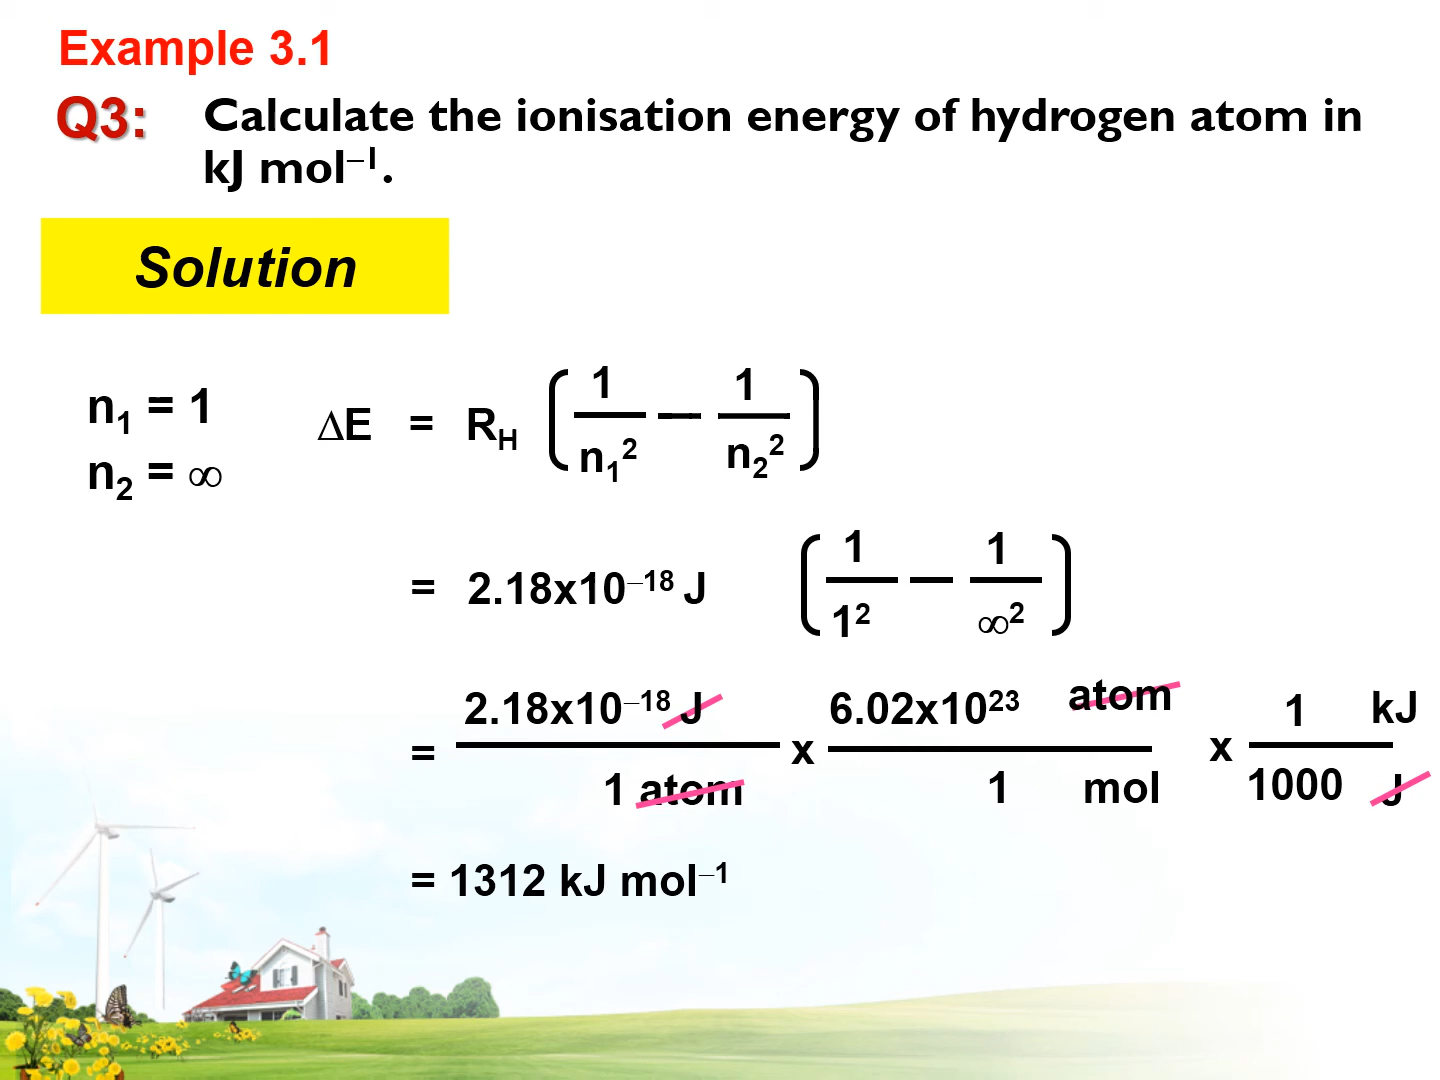 Example 3.1
Q3: Calculate the ionisation energy of hydrogen atom in
kJ mol⁻¹.
Solution
n₁ = 1
n₂ = ∞
ΔE = R_H ( 1/n₁² — 1/n₂² )
= 2.18x10⁻¹⁸ J ( 1/1² — 1/∞² )
= 2.18x10⁻¹⁸ J / 1 atom x 6.02x10²³ atom / 1 mol x 1 kJ / 1000 J
= 1312 kJ mol⁻¹